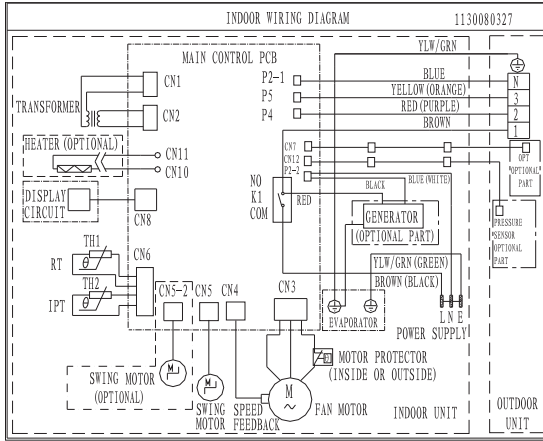 INDOOR WIRING DIAGRAM
1130080327
YLW/GRN
MAIN CONTROL PCB
BLUE
P2-1
N
CN1
YELLOW(ORANGE)
P5
3
RED(PURPLE)
TRANSFORMER
CN2
P4
2
BROWN
1
HEATER(OPTIONAL)
CN11
CN7
CN12
P2-2
OPT
"OPTIONAL"
PART
CN10
NO
K1
COM
RED
BLACK
BLUE(WHITE)
DISPLAY
CIRCUIT
CN8
GENERATOR
(OPTIONAL PART)
PRESSURE
SENSOR
OPTIONAL
PART
TH1
RT
θ
CN6
YLW/GRN(GREEN)
TH2
IPT
θ
CN5-2
CN5
CN4
CN3
BROWN(BLACK)
EVAPORATOR
L N E
POWER SUPPLY
M
SWING MOTOR
(OPTIONAL)
M
SWING
MOTOR
SPEED
FEEDBACK
M
~
FAN MOTOR
MOTOR PROTECTOR
(INSIDE OR OUTSIDE)
INDOOR UNIT
OUTDOOR
UNIT